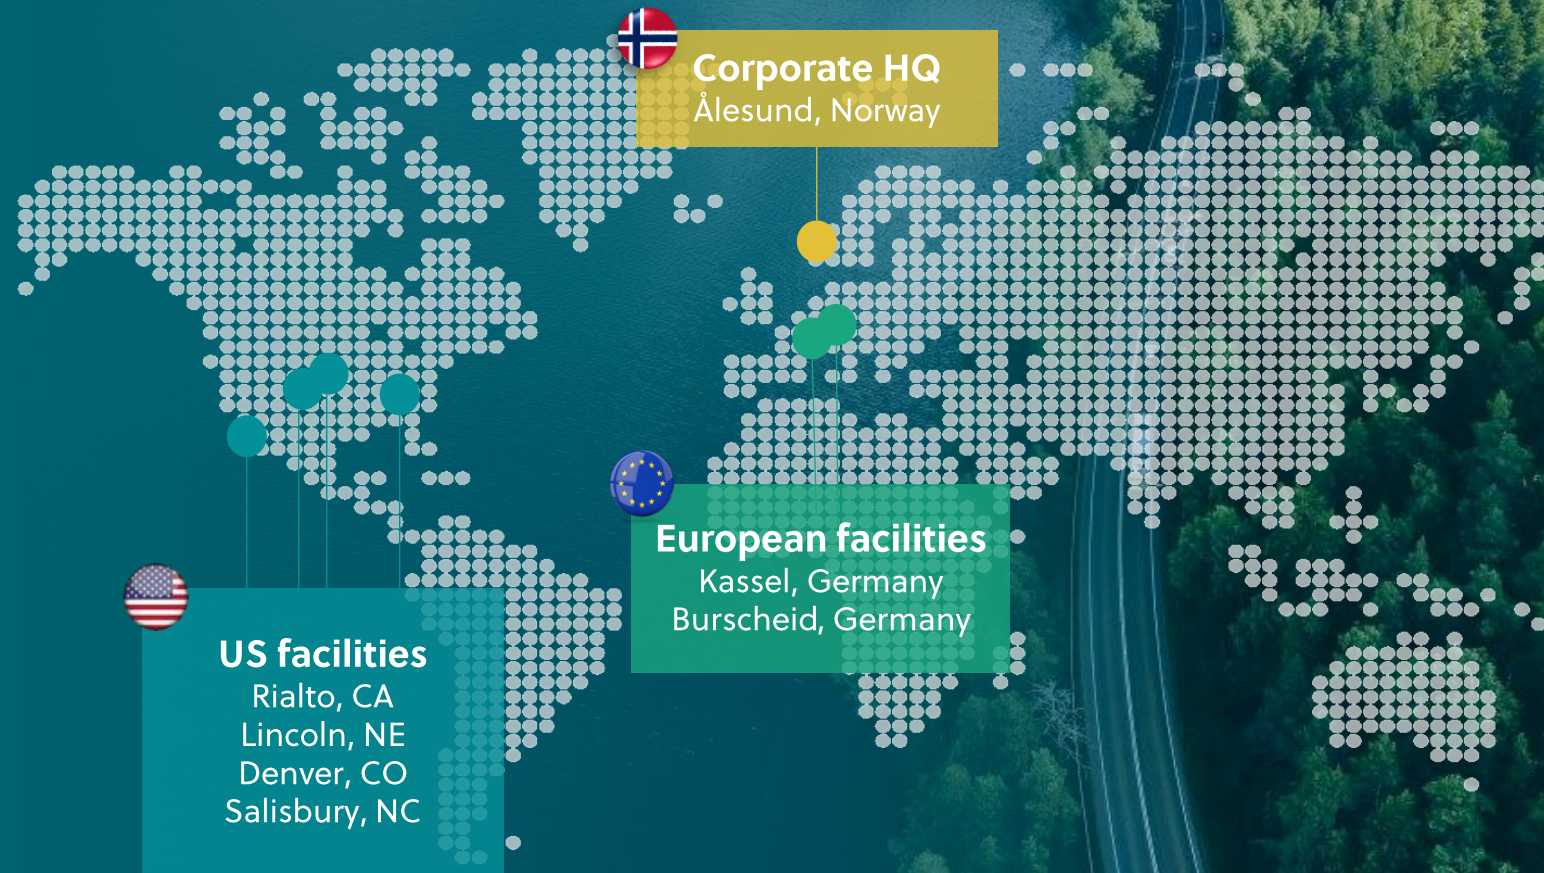 Corporate HQ
Ålesund, Norway
European facilities
Kassel, Germany
Burscheid, Germany
US facilities
Rialto, CA
Lincoln, NE
Denver, CO
Salisbury, NC